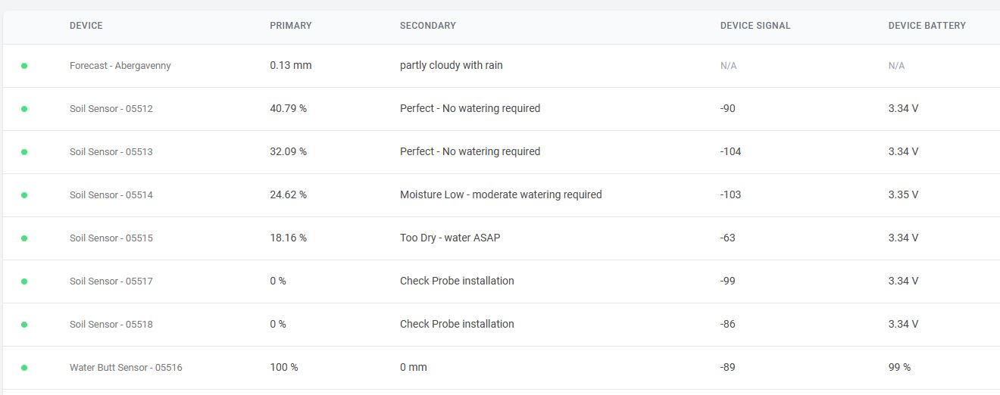 DEVICE PRIMARY SECONDARY DEVICE SIGNAL DEVICE BATTERY
Forecast - Abergavenny 0.13 mm partly cloudy with rain N/A N/A
Soil Sensor - 05512 40.79 % Perfect - No watering required -90 3.34 V
Soil Sensor - 05513 32.09 % Perfect - No watering required -104 3.34 V
Soil Sensor - 05514 24.62 % Moisture Low - moderate watering required -103 3.35 V
Soil Sensor - 05515 18.16 % Too Dry - water ASAP -63 3.34 V
Soil Sensor - 05517 0 % Check Probe installation -99 3.34 V
Soil Sensor - 05518 0 % Check Probe installation -86 3.34 V
Water Butt Sensor - 05516 100 % 0 mm -89 99 %